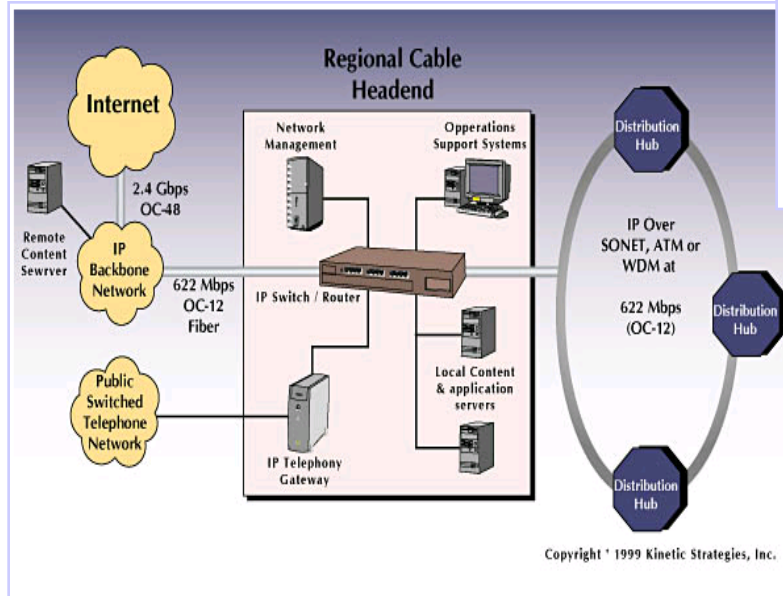 Regional Cable
Headend
Internet
2.4 Gbps
OC-48
Remote
Content
Sewrver
IP
Backbone
Network
622 Mbps
OC-12
Fiber
Public
Switched
Telephone
Network
Network
Management
Opperations
Support Systems
IP Switch / Router
Local Content
& application
servers
IP Telephony
Gateway
Distribution
Hub
IP Over
SONET, ATM or
WDM at
622 Mbps
(OC-12)
Distribution
Hub
Distribution
Hub
Copyright ' 1999 Kinetic Strategies, Inc.